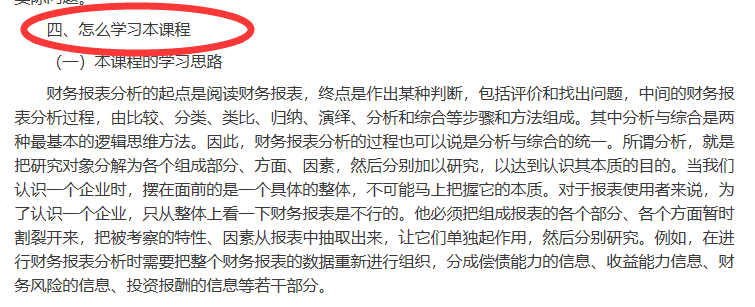 四、怎么学习本课程
（一）本课程的学习思路
财务报表分析的起点是阅读财务报表，终点是作出某种判断，包括评价和找出问题，中间的财务报
表分析过程，由比较、分类、类比、归纳、演绎、分析和综合等步骤和方法组成。其中分析与综合是两
种最基本的逻辑思维方法。因此，财务报表分析的过程也可以说是分析与综合的统一。所谓分析，就是
把研究对象分解为各个组成部分、方面、因素，然后分别加以研究，以达到认识其本质的目的。当我们
认识一个企业时，摆在面前的是一个具体的整体，不可能马上把握它的本质。对于报表使用者来说，为
了认识一个企业，只从整体上看一下财务报表是不行的。他必须把组成报表的各个部分、各个方面暂时
割裂开来，把被考察的特性、因素从报表中抽取出来，让它们单独起作用，然后分别研究。例如，在进
行财务报表分析时需要把整个财务报表的数据重新进行组织，分成偿债能力的信息、收益能力信息、财
务风险的信息、投资报酬的信息等若干部分。